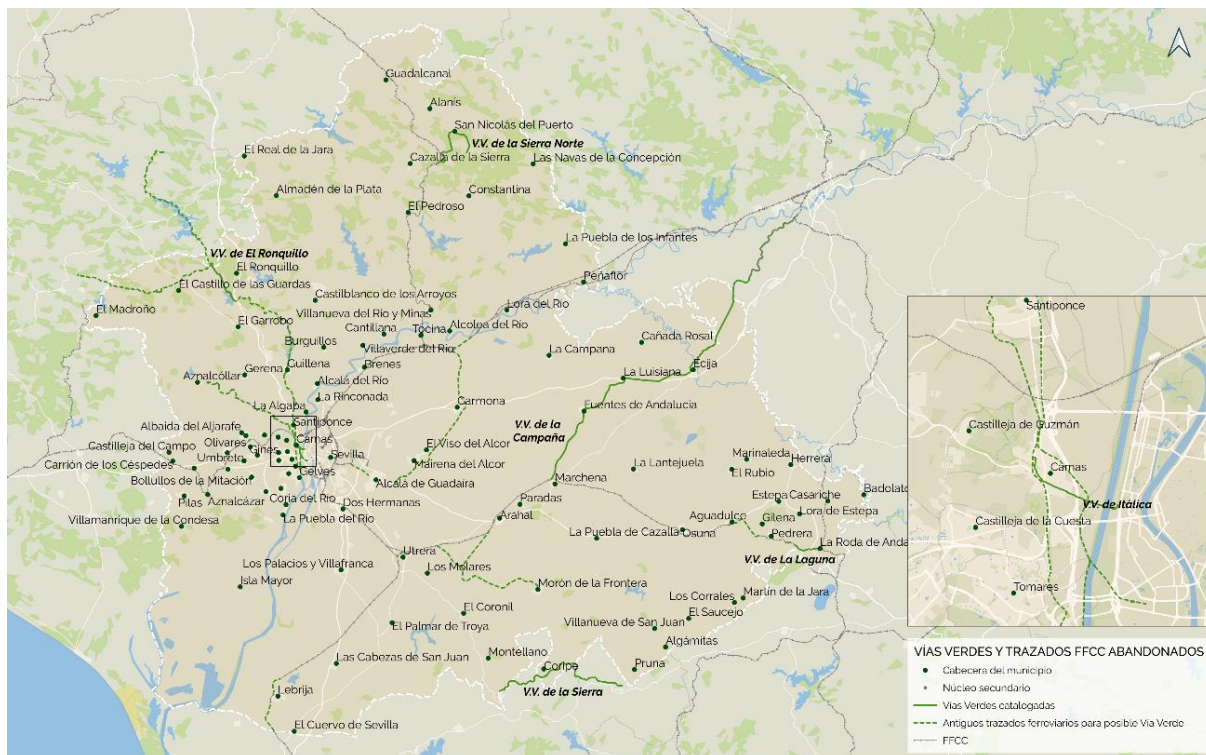 Guadalcanal
Alanís
San Nicolás del Puerto
V.V. de la Sierra Norte
El Real de la Jara
Cazalla de la Sierra
Las Navas de la Concepción
Almadén de la Plata
Constantina
El Pedroso
La Puebla de los Infantes
V.V. de El Ronquillo
El Ronquillo
Peñaflor
El Castillo de las Guardas
Castilblanco de los Arroyos
El Madroño
Villanueva del Río y Minas
Lora del Río
El Garrobo
Cantillana
Tocina
Alcolea del Río
Burguillos
Villaverde del Río
Cañada Rosal
La Campana
Gerena
Guillena
Brenes
Écija
Aznalcóllar
Alcalá del Río
La Luisiana
La Rinconada
La Algaba
Carmona
Fuentes de Andalucía
Santiponce
Albaida del Aljarafe
V.V. de la
Campaña
Olivares
Camas
Castilleja del Campo
Gines
El Viso del Alcor
Umbrete
Sevilla
Carrión de los Céspedes
Mairena del Alcor
Marinaleda
Herrera
La Lantejuela
El Rubio
Gelves
Bollullos de la Mitación
Alcalá de Guadaira
Marchena
Badolato
Pilas
Aznalcázar
Coria del Río
Dos Hermanas
Paradas
Estepa
Casariche
Villamanrique de la Condesa
La Puebla del Río
Arahal
Aguadulce
Gilena
Lora de Estepa
La Puebla de Cazalla
Osuna
Pedrera
La Roda de Anda
Utrera
V.V. de La Laguna
Los Palacios y Villafranca
Los Molares
Isla Mayor
Morón de la Frontera
Los Corrales
Martín de la Jara
El Coronil
El Saucejo
El Palmar de Troya
Villanueva de San Juan
Algámitas
Las Cabezas de San Juan
Montellano
Coripe
Pruna
Lebrija
V.V. de la Sierra
El Cuervo de Sevilla
Santiponce
Castilleja de Guzmán
Camas
V.V. de Itálica
Castilleja de la Cuesta
Tomares
VÍAS VERDES Y TRAZADOS FFCC ABANDONADOS
Cabecera del municipio
Núcleo secundario
Vías Verdes catalogadas
Antiguos trazados ferroviarios para posible Vía Verde
FFCC